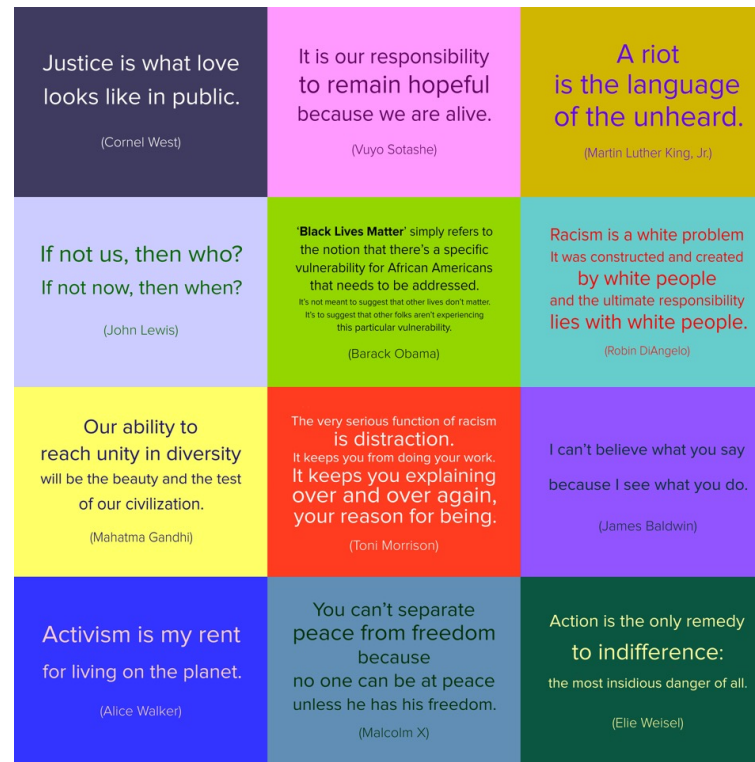 Justice is what love
looks like in public.
(Cornel West)
It is our responsibility
to remain hopeful
because we are alive.
(Vuyo Sotashe)
A riot
is the language
of the unheard.
(Martin Luther King, Jr.)
If not us, then who?
If not now, then when?
(John Lewis)
‘Black Lives Matter’ simply refers to
the notion that there’s a specific
vulnerability for African Americans
that needs to be addressed.
It’s not meant to suggest that other lives don’t matter.
It’s to suggest that other folks aren’t experiencing
this particular vulnerability.
(Barack Obama)
Racism is a white problem
It was constructed and created
by white people
and the ultimate responsibility
lies with white people.
(Robin DiAngelo)
Our ability to
reach unity in diversity
will be the beauty and the test
of our civilization.
(Mahatma Gandhi)
The very serious function of racism
is distraction.
It keeps you from doing your work.
It keeps you explaining
over and over again,
your reason for being.
(Toni Morrison)
I can’t believe what you say
because I see what you do.
(James Baldwin)
Activism is my rent
for living on the planet.
(Alice Walker)
You can’t separate
peace from freedom
because
no one can be at peace
unless he has his freedom.
(Malcolm X)
Action is the only remedy
to indifference:
the most insidious danger of all.
(Elie Weisel)